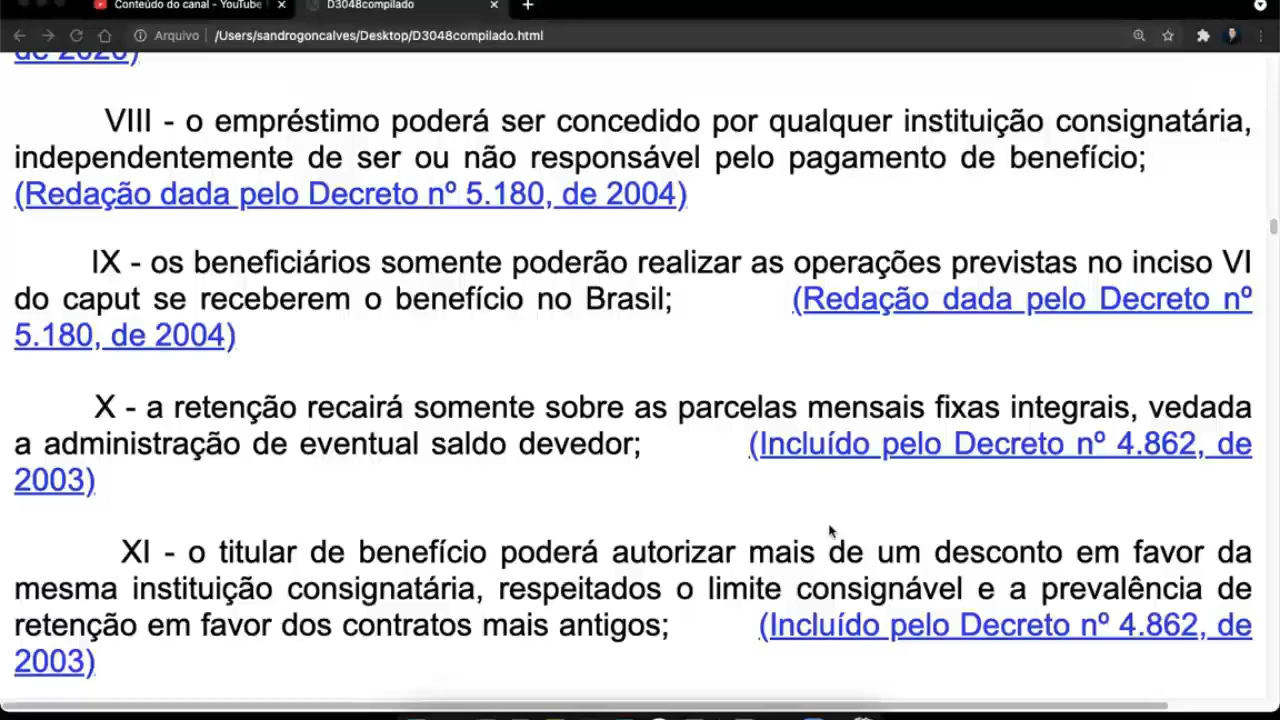 Conteúdo do canal - YouTube
D3048compilado
Arquivo /Users/sandrogoncalves/Desktop/D3048compilado.html
de 2020)
VIII - o empréstimo poderá ser concedido por qualquer instituição consignatária,
independentemente de ser ou não responsável pelo pagamento de benefício;
(Redação dada pelo Decreto nº 5.180, de 2004)
IX - os beneficiários somente poderão realizar as operações previstas no inciso VI
do caput se receberem o benefício no Brasil; (Redação dada pelo Decreto nº
5.180, de 2004)
X - a retenção recairá somente sobre as parcelas mensais fixas integrais, vedada
a administração de eventual saldo devedor; (Incluído pelo Decreto nº 4.862, de
2003)
XI - o titular de benefício poderá autorizar mais de um desconto em favor da
mesma instituição consignatária, respeitados o limite consignável e a prevalência de
retenção em favor dos contratos mais antigos; (Incluído pelo Decreto nº 4.862, de
2003)